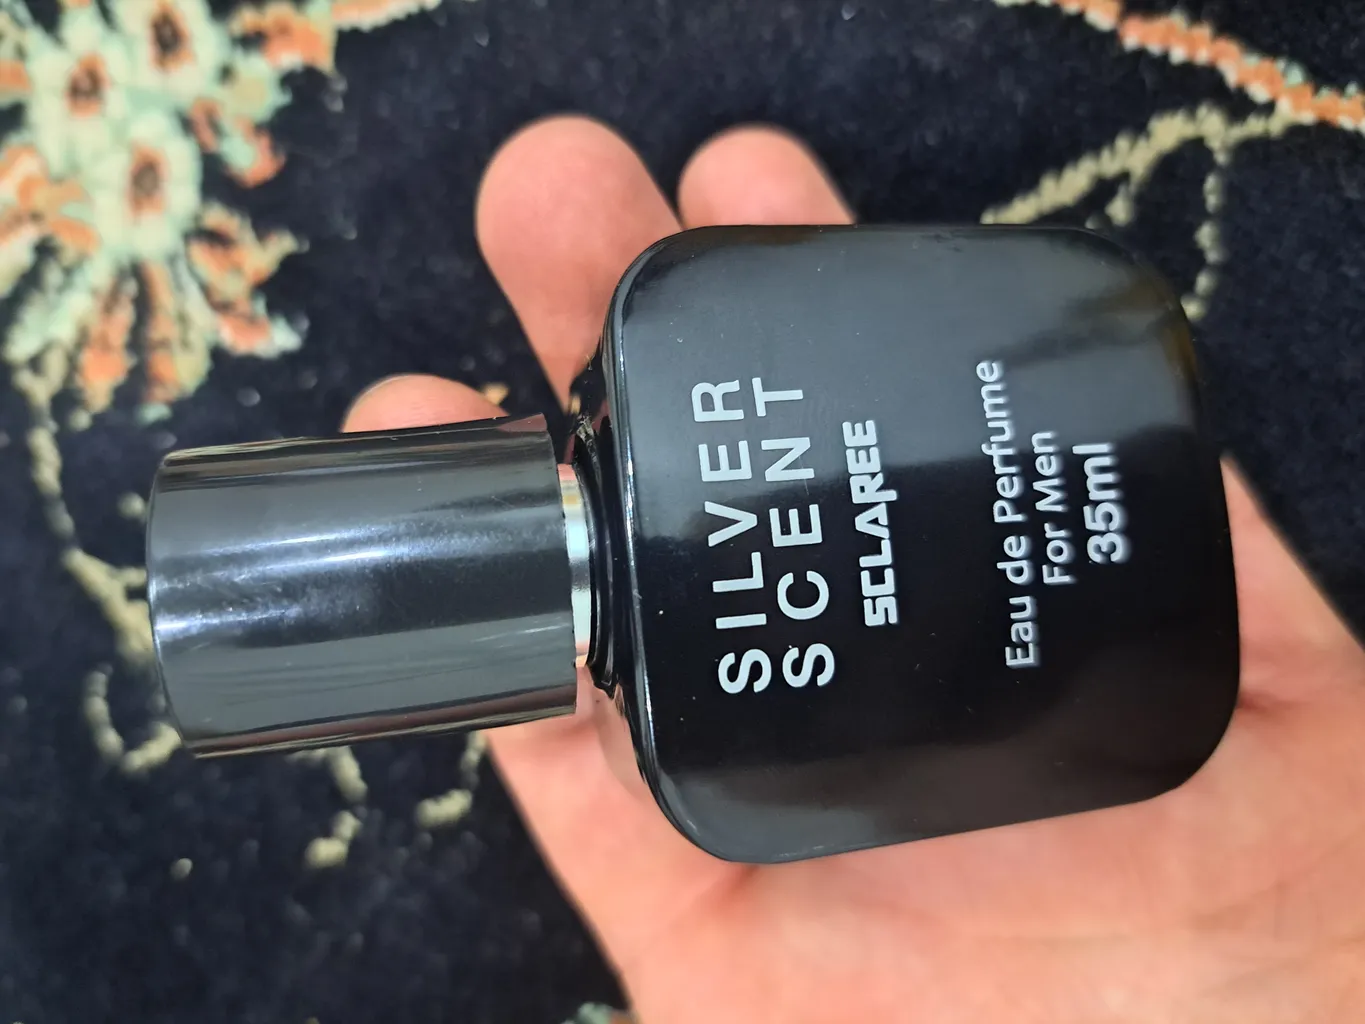 SILVER
SCENT
SCLAREE
Eau de Perfume
For Men
35ml